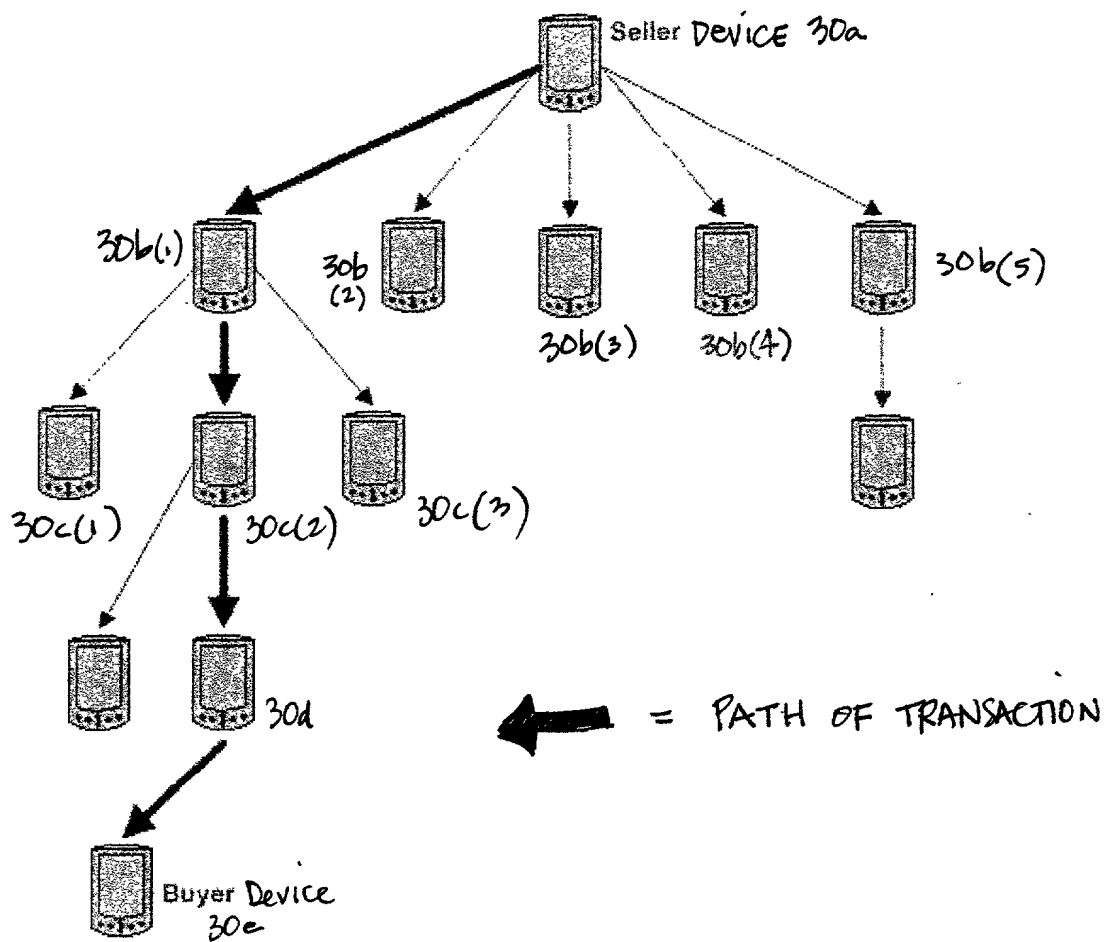 Seller DEVICE 30a
30b(1)
30b
(2)
30b(3)
30b(4)
30b(5)
30c(1)
30c(2)
30c(3)
30d
= PATH OF TRANSACTION
Buyer Device
30e